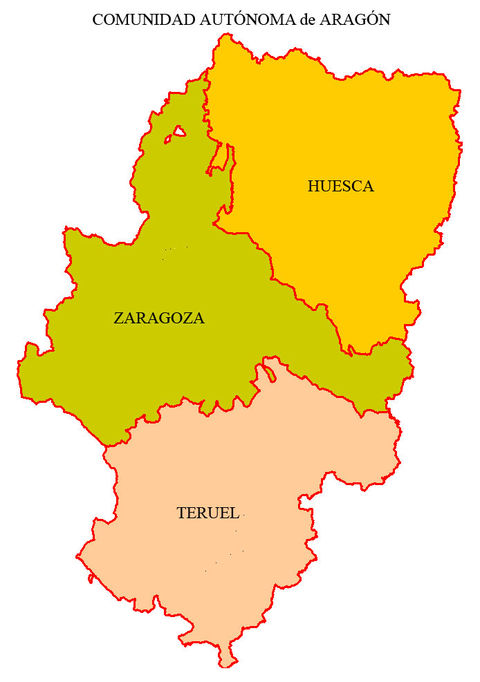 COMUNIDAD AUTÓNOMA de ARAGÓN
HUESCA
ZARAGOZA
TERUEL